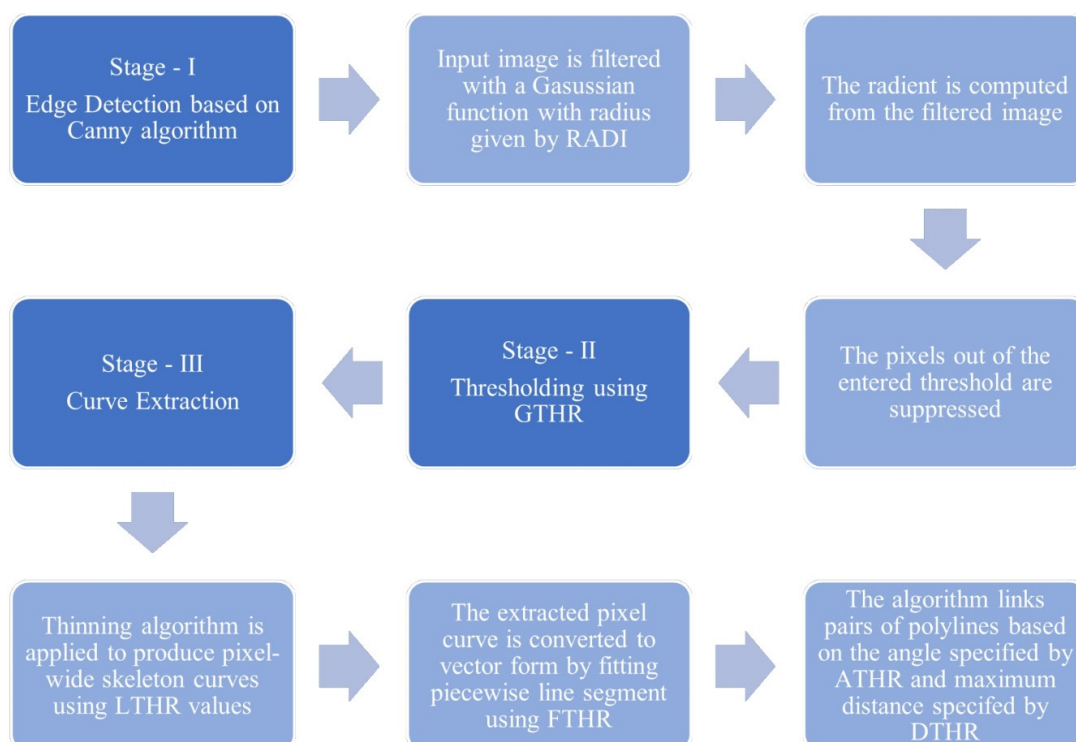 Stage - I
Edge Detection based on
Canny algorithm
Input image is filtered
with a Gasussian
function with radius
given by RADI
The radient is computed
from the filtered image
The pixels out of the
entered threshold are
suppressed
Stage - II
Thresholding using
GTHR
Stage - III
Curve Extraction
Thinning algorithm is
applied to produce pixel-
wide skeleton curves
using LTHR values
The extracted pixel
curve is converted to
vector form by fitting
piecewise line segment
using FTHR
The algorithm links
pairs of polylines based
on the angle specified by
ATHR and maximum
distance specifed by
DTHR